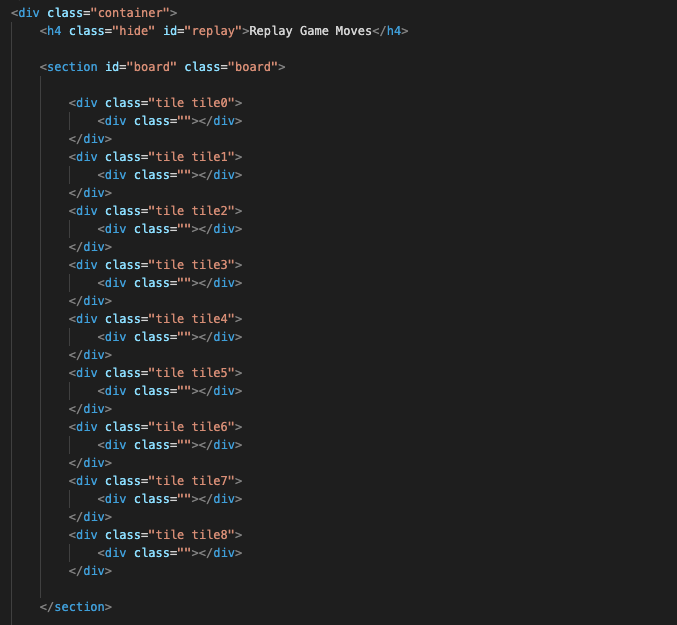 <div class="container">
<h4 class="hide" id="replay">Replay Game Moves</h4>
<section id="board" class="board">
<div class="tile tile0">
<div class=""></div>
</div>
<div class="tile tile1">
<div class=""></div>
</div>
<div class="tile tile2">
<div class=""></div>
</div>
<div class="tile tile3">
<div class=""></div>
</div>
<div class="tile tile4">
<div class=""></div>
</div>
<div class="tile tile5">
<div class=""></div>
</div>
<div class="tile tile6">
<div class=""></div>
</div>
<div class="tile tile7">
<div class=""></div>
</div>
<div class="tile tile8">
<div class=""></div>
</div>
</section>